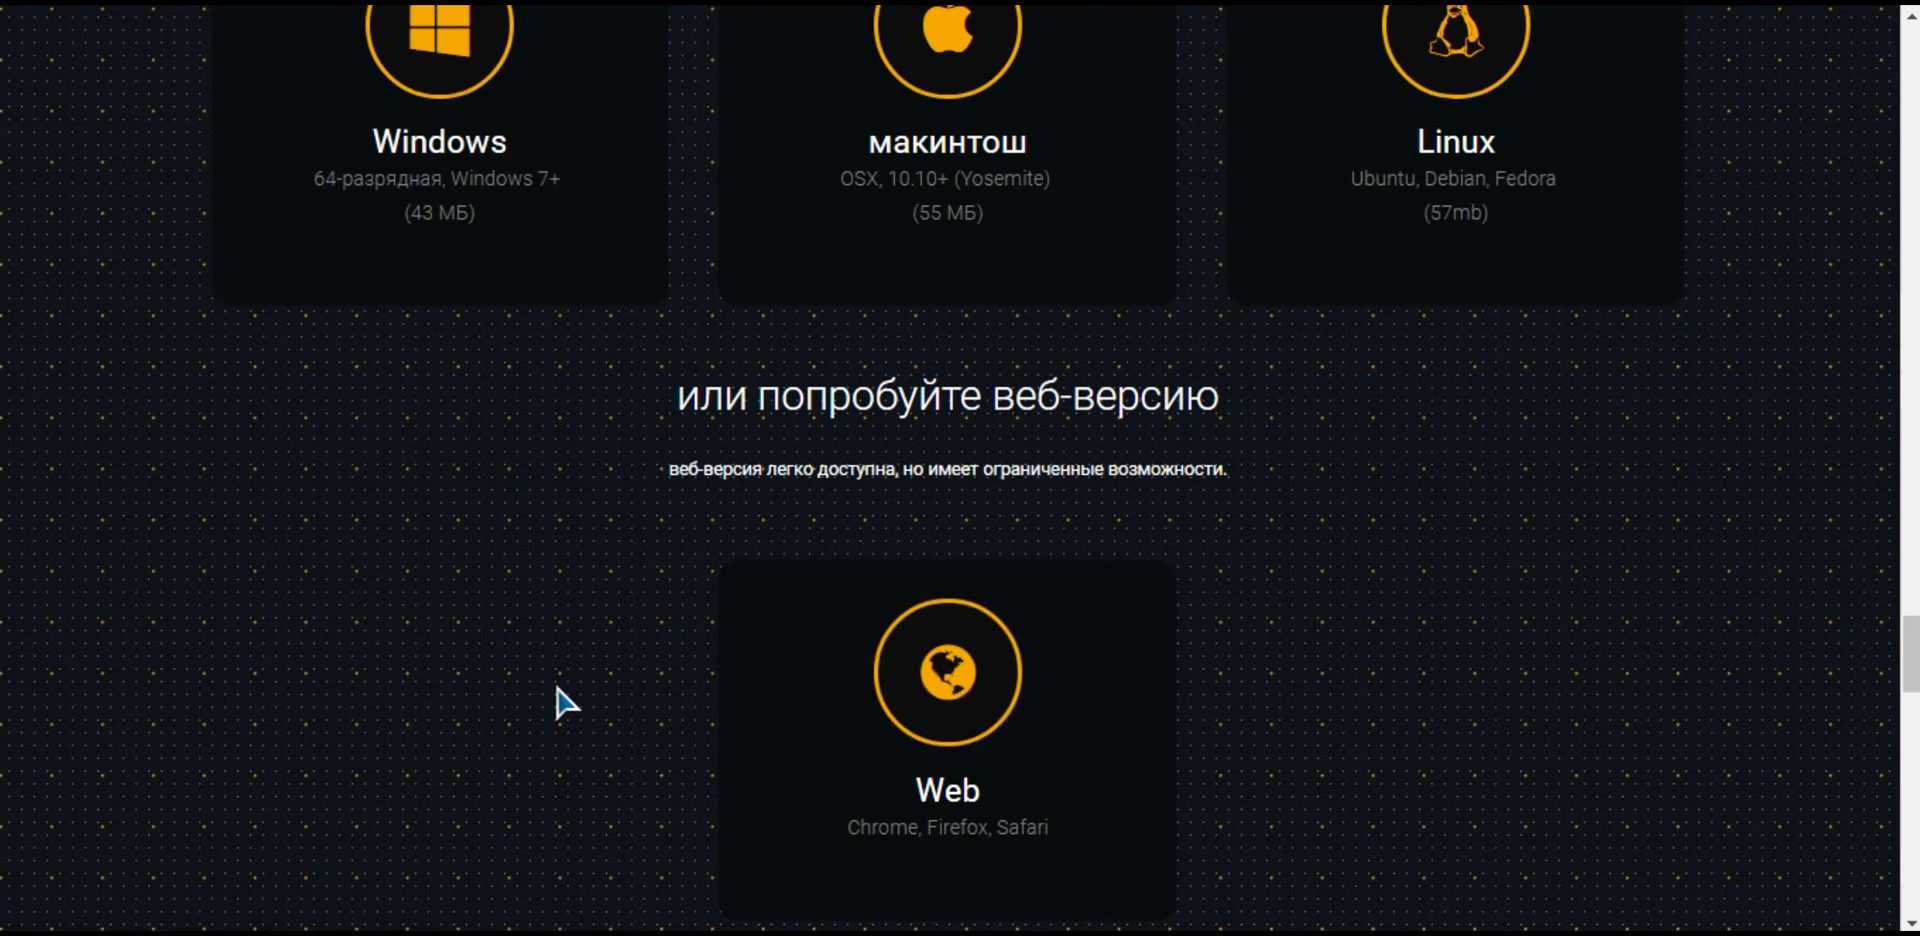 Windows
64-разрядная, Windows 7+
(43 МБ)
макинтош
OSX, 10.10+ (Yosemite)
(55 МБ)
Linux
Ubuntu, Debian, Fedora
(57mb)
или попробуйте веб-версию
веб-версия легко доступна, но имеет ограниченные возможности.
Web
Chrome, Firefox, Safari